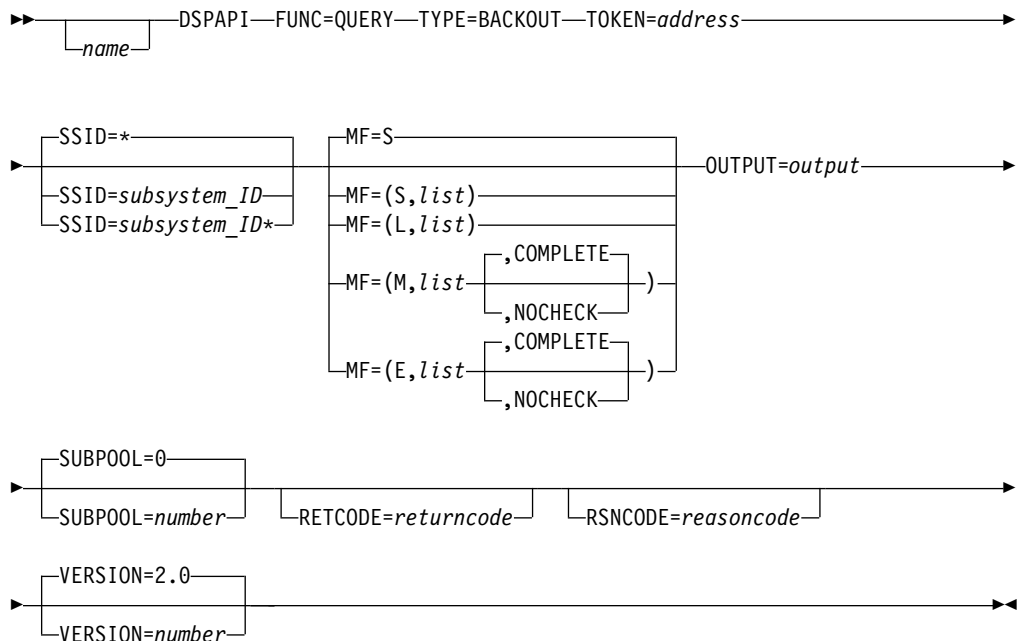 DSPAPI FUNC=QUERY TYPE=BACKOUT TOKEN=address
name
SSID=*
SSID=subsystem_ID
SSID=subsystem_ID*
MF=S
MF=(S,list)
MF=(L,list)
MF=(M,list ,COMPLETE )
,NOCHECK
MF=(E,list ,COMPLETE )
,NOCHECK
OUTPUT=output
SUBPOOL=0
SUBPOOL=number
RETCODE=returncode
RSNCODE=reasoncode
VERSION=2.0
VERSION=number